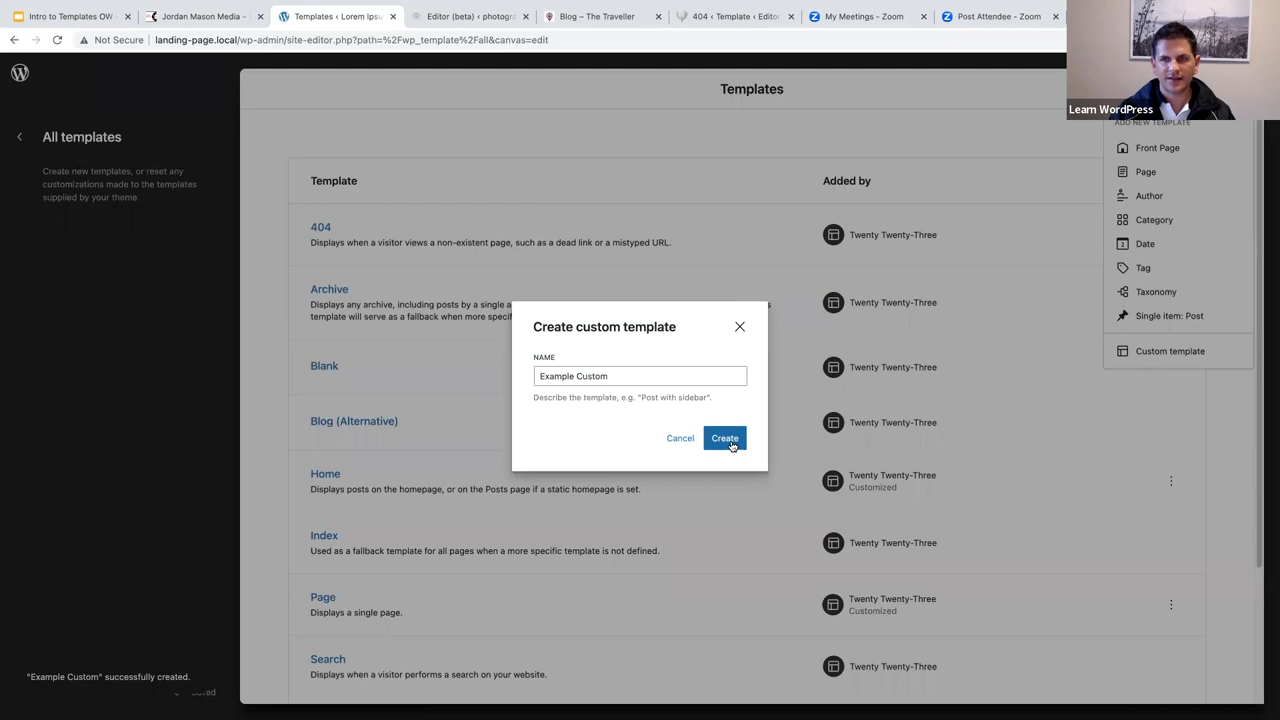 Intro to Templates OW
Jordan Mason Media –
Templates ‹ Lorem Ipsu
Editor (beta) ‹ photogra
Blog – The Traveller
404 ‹ Template ‹ Editor
My Meetings - Zoom
Post Attendee - Zoom
Not Secure
landing-page.local/wp-admin/site-editor.php?path=%2Fwp_template%2Fall&canvas=edit
Learn WordPress
All templates
Create new templates, or reset any
customizations made to the templates
supplied by your theme.
Templates
Template
Added by
404
Displays when a visitor views a non-existent page, such as a dead link or a mistyped URL.
Twenty Twenty-Three
Archive
Displays any archive, including posts by a single a
template will serve as a fallback when more specif
Twenty Twenty-Three
Blank
Twenty Twenty-Three
Blog (Alternative)
Twenty Twenty-Three
Home
Displays posts on the homepage, or on the Posts page if a static homepage is set.
Twenty Twenty-Three
Customized
Index
Used as a fallback template for all pages when a more specific template is not defined.
Twenty Twenty-Three
Page
Displays a single page.
Twenty Twenty-Three
Customized
Search
Displays when a visitor performs a search on your website.
Twenty Twenty-Three
ADD NEW TEMPLATE
Front Page
Page
Author
Category
Date
Tag
Taxonomy
Single item: Post
Custom template
Create custom template
NAME
Example Custom
Describe the template, e.g. "Post with sidebar".
Cancel
Create
"Example Custom" successfully created.
Saved